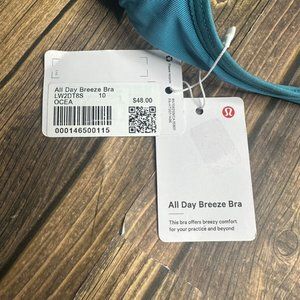 All Day Breeze Bra
LW2DT8S 10
OCEA
$48.00
000146500115
All Day Breeze Bra
This bra offers breezy comfort
for your practice and beyond